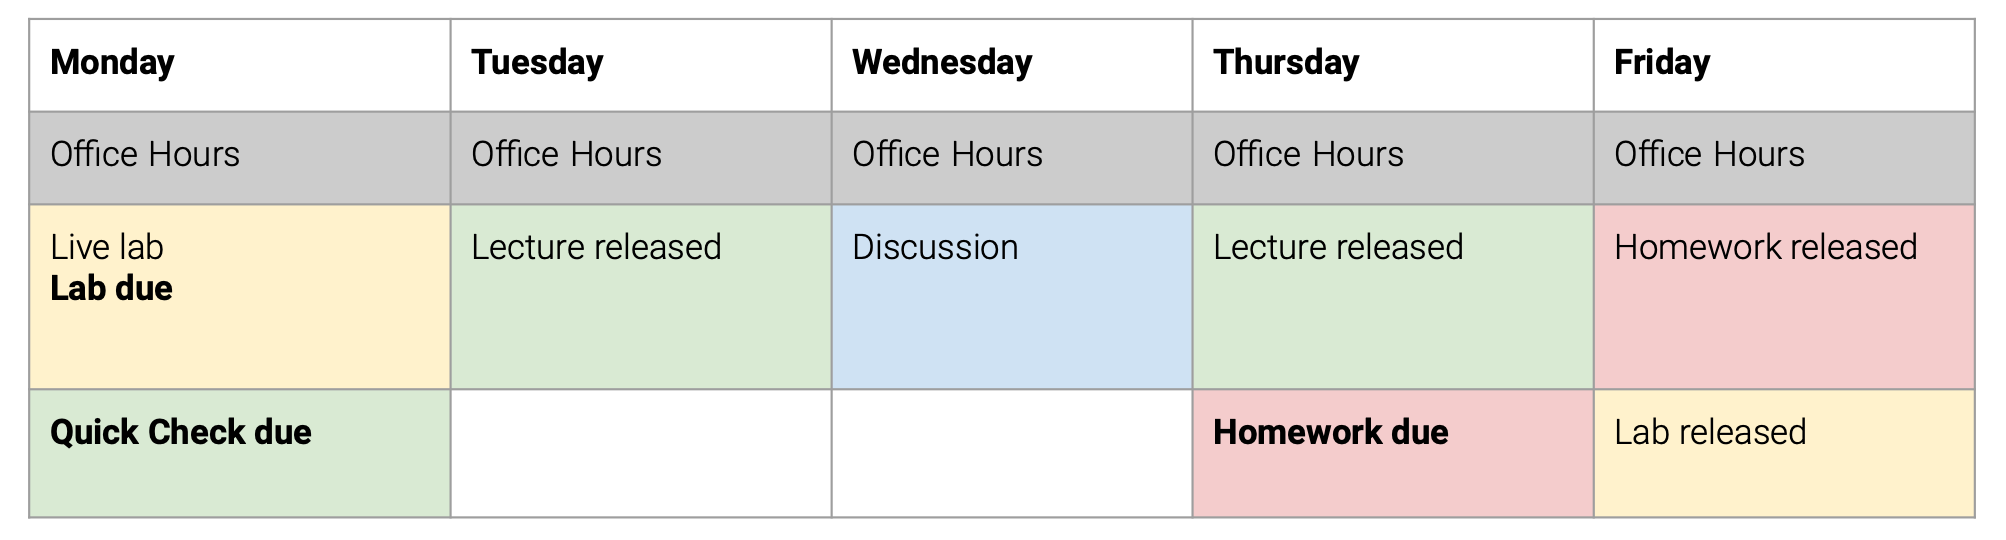 Monday
Tuesday
Wednesday
Thursday
Friday
Office Hours
Office Hours
Office Hours
Office Hours
Office Hours
Live lab
Lab due
Lecture released
Discussion
Lecture released
Homework released
Quick Check due
Homework due
Lab released